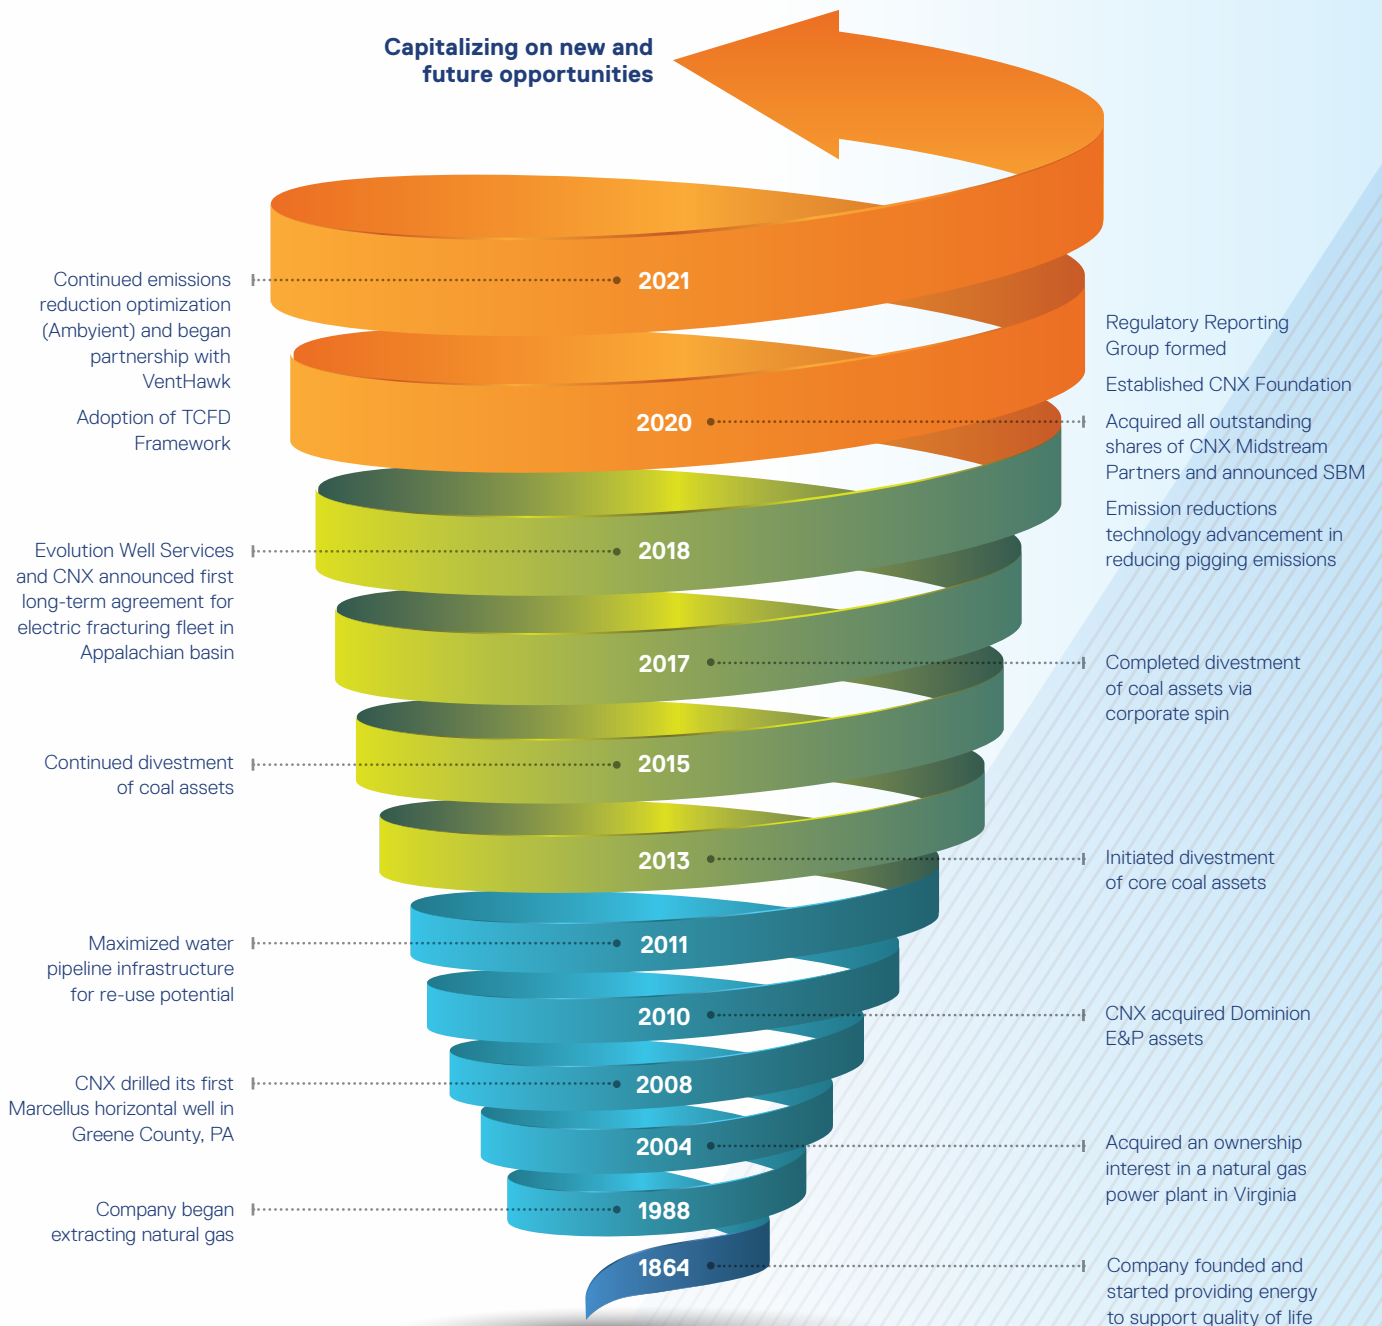 Capitalizing on new and
future opportunities
2021
Continued emissions
reduction optimization
(Ambyient) and began
partnership with
VentHawk
Adoption of TCFD
Framework
2020
Regulatory Reporting
Group formed
Established CNX Foundation
Acquired all outstanding
shares of CNX Midstream
Partners and announced SBM
Emission reductions
technology advancement in
reducing pigging emissions
2018
Evolution Well Services
and CNX announced first
long-term agreement for
electric fracturing fleet in
Appalachian basin
2017
Completed divestment
of coal assets via
corporate spin
2015
Continued divestment
of coal assets
2013
Initiated divestment
of core coal assets
2011
Maximized water
pipeline infrastructure
for re-use potential
2010
CNX acquired Dominion
E&P assets
2008
CNX drilled its first
Marcellus horizontal well in
Greene County, PA
2004
Acquired an ownership
interest in a natural gas
power plant in Virginia
1988
Company began
extracting natural gas
1864
Company founded and
started providing energy
to support quality of life